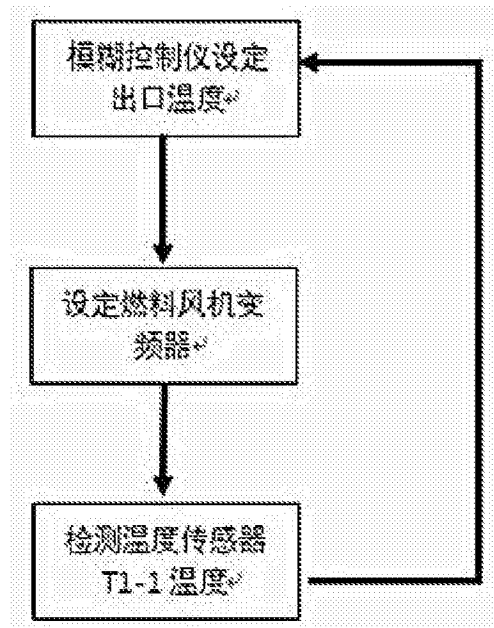 模糊控制仪设定
出口温度↵
设定燃料风机变
频器↵
检测温度传感器
T1-1 温度↵